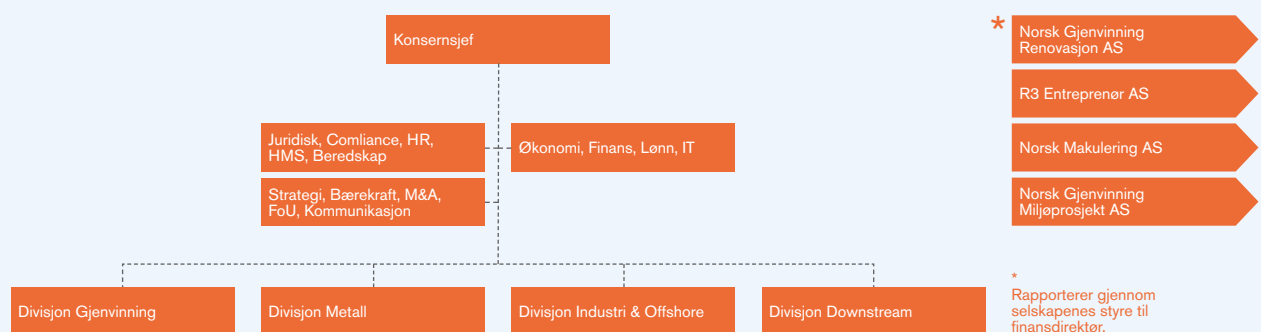 Konsernsjef
Juridisk, Comliance, HR,
HMS, Beredskap
Økonomi, Finans, Lønn, IT
Strategi, Bærekraft, M&A,
FoU, Kommunikasjon
Divisjon Gjenvinning
Divisjon Metall
Divisjon Industri & Offshore
Divisjon Downstream
*
Norsk Gjenvinning
Renovasjon AS
R3 Entreprenør AS
Norsk Makulering AS
Norsk Gjenvinning
Miljøprosjekt AS
*
Rapporterer gjennom
selskapenes styre til
finansdirektør.